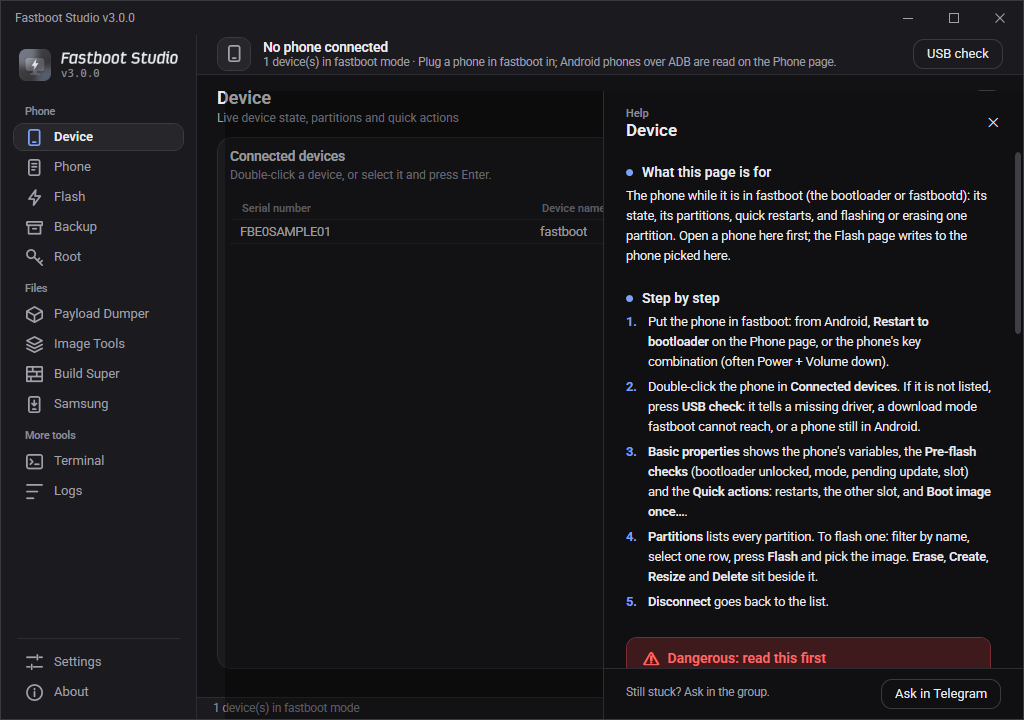 Fastboot Studio v3.0.0
Fastboot Studio
v3.0.0
No phone connected
1 device(s) in fastboot mode · Plug a phone in fastboot in; Android phones over ADB are read on the Phone page.
USB check
Phone
Device
Phone
Flash
Backup
Root
Files
Payload Dumper
Image Tools
Build Super
Samsung
More tools
Terminal
Logs
Settings
About
Device
Live device state, partitions and quick actions
Connected devices
Double-click a device, or select it and press Enter.
Serial number Device name
FBE0SAMPLE01 fastboot
1 device(s) in fastboot mode
Help
Device
What this page is for
The phone while it is in fastboot (the bootloader or fastbootd): its
state, its partitions, quick restarts, and flashing or erasing one
partition. Open a phone here first; the Flash page writes to the
phone picked here.
Step by step
1. Put the phone in fastboot: from Android, Restart to
bootloader on the Phone page, or the phone's key
combination (often Power + Volume down).
2. Double-click the phone in Connected devices. If it is not listed,
press USB check: it tells a missing driver, a download mode
fastboot cannot reach, or a phone still in Android.
3. Basic properties shows the phone's variables, the Pre-flash
checks (bootloader unlocked, mode, pending update, slot)
and the Quick actions: restarts, the other slot, and Boot image
once….
4. Partitions lists every partition. To flash one: filter by name,
select one row, press Flash and pick the image. Erase, Create,
Resize and Delete sit beside it.
5. Disconnect goes back to the list.
Dangerous: read this first
Still stuck? Ask in the group.
Ask in Telegram